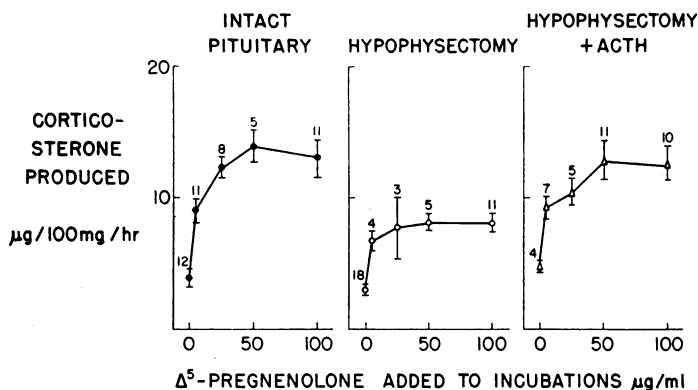 INTACT
PITUITARY
HYPOPHYSECTOMY
HYPOPHYSECTOMY
+ACTH
CORTICO-
STERONE
PRODUCED
μg/100mg/hr
20
10
12
11
8
5
11
18
4
3
5
11
4
7
5
11
10
0 50 100
0 50 100
0 50 100
Δ⁵-PREGNENOLONE ADDED TO INCUBATIONS μg/ml